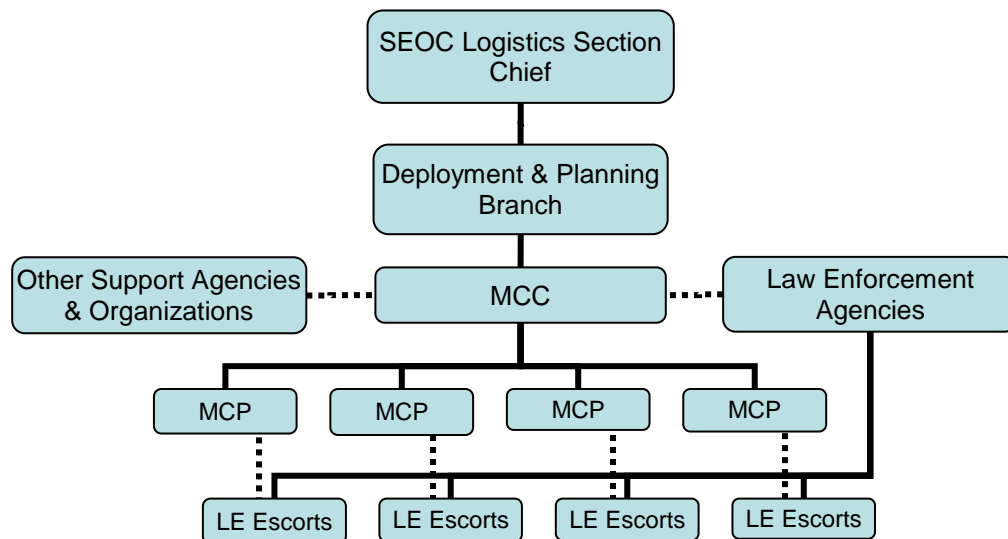 SEOC Logistics Section
Chief
Deployment & Planning
Branch
Other Support Agencies
& Organizations
MCC
Law Enforcement
Agencies
MCP
MCP
MCP
MCP
LE Escorts
LE Escorts
LE Escorts
LE Escorts